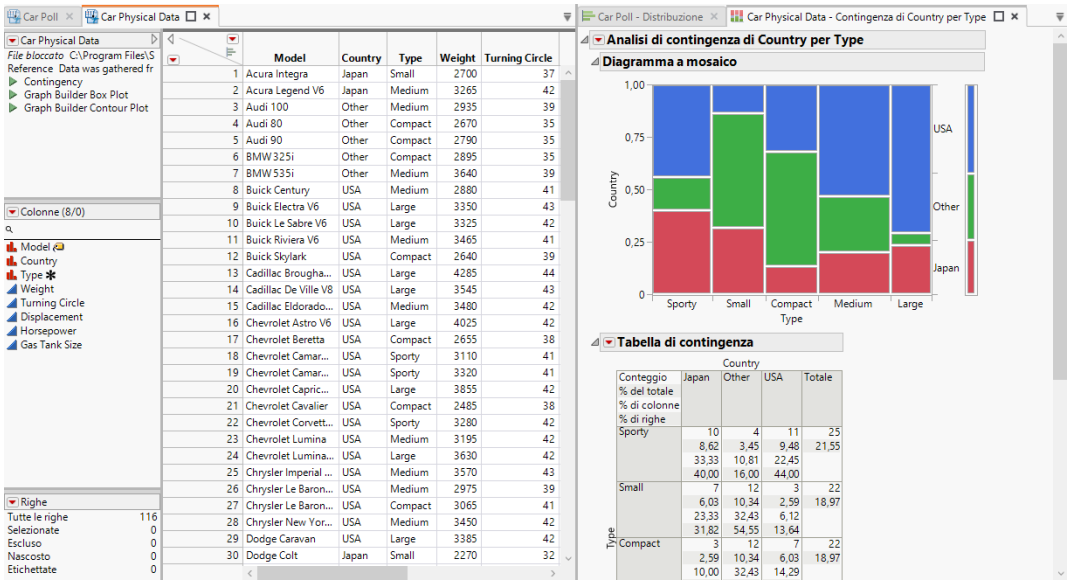 Car Poll
Car Physical Data
Car Physical Data
File bloccato C:\Program Files\S
Reference Data was gathered fr
Contingency
Graph Builder Box Plot
Graph Builder Contour Plot
Colonne (8/0)
Model
Country
Type
Weight
Turning Circle
Displacement
Horsepower
Gas Tank Size
Righe
Tutte le righe 116
Selezionate 0
Escluso 0
Nascosto 0
Etichettate 0
Model Country Type Weight Turning Circle
1 Acura Integra Japan Small 2700 37
2 Acura Legend V6 Japan Medium 3265 42
3 Audi 100 Other Medium 2935 39
4 Audi 80 Other Compact 2670 35
5 Audi 90 Other Compact 2790 35
6 BMW 325i Other Compact 2895 35
7 BMW 535i Other Medium 3640 39
8 Buick Century USA Medium 2880 41
9 Buick Electra V6 USA Large 3350 43
10 Buick Le Sabre V6 USA Large 3325 42
11 Buick Riviera V6 USA Medium 3465 41
12 Buick Skylark USA Compact 2640 39
13 Cadillac Brougha... USA Large 4285 44
14 Cadillac De Ville V8 USA Large 3545 43
15 Cadillac Eldorado... USA Medium 3480 42
16 Chevrolet Astro V6 USA Large 4025 42
17 Chevrolet Beretta USA Compact 2655 38
18 Chevrolet Camar... USA Sporty 3110 41
19 Chevrolet Camar... USA Sporty 3320 41
20 Chevrolet Capric... USA Large 3855 42
21 Chevrolet Cavalier USA Compact 2485 38
22 Chevrolet Corvett... USA Sporty 3280 42
23 Chevrolet Lumina USA Medium 3195 42
24 Chevrolet Lumina... USA Large 3630 42
25 Chrysler Imperial ... USA Medium 3570 43
26 Chrysler Le Baron... USA Medium 2975 39
27 Chrysler Le Baron... USA Compact 3065 41
28 Chrysler New Yor... USA Medium 3450 42
29 Dodge Caravan USA Large 3385 42
30 Dodge Colt Japan Small 2270 32
Car Poll - Distribuzione
Car Physical Data - Contingenza di Country per Type
Analisi di contingenza di Country per Type
Diagramma a mosaico
1,00
0,75
0,50
0,25
0
Country
USA
Other
Japan
Sporty Small Compact Medium Large
Type
Tabella di contingenza
Country
Conteggio Japan Other USA Totale
% del totale
% di colonne
% di righe
Type
Sporty 10 4 11 25
8,62 3,45 9,48 21,55
33,33 10,81 22,45
40,00 16,00 44,00
Small 7 12 3 22
6,03 10,34 2,59 18,97
23,33 32,43 6,12
31,82 54,55 13,64
Compact 3 12 7 22
2,59 10,34 6,03 18,97
10,00 32,43 14,29